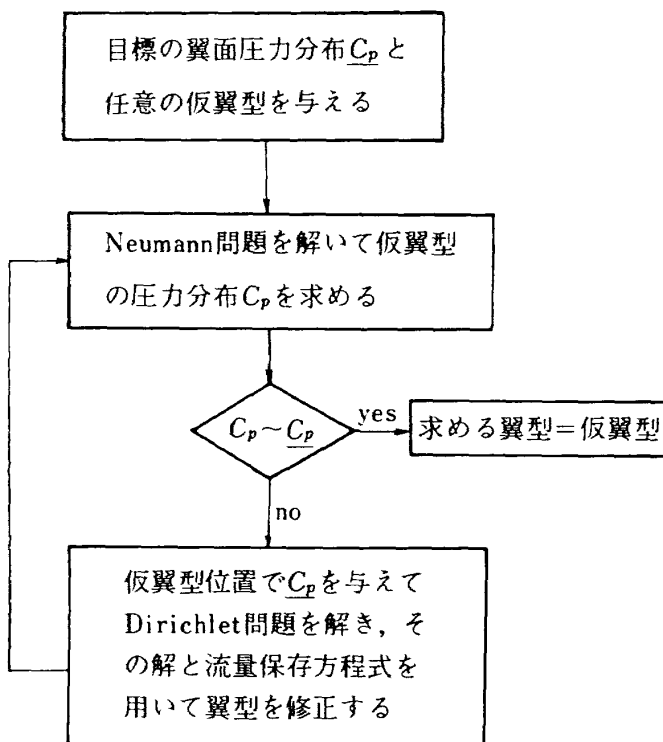 目標の翼面圧力分布Cpと
任意の仮翼型を与える
Neumann問題を解いて仮翼型
の圧力分布Cpを求める
Cp~Cp
yes
求める翼型=仮翼型
no
仮翼型位置でCpを与えて
Dirichlet問題を解き，そ
の解と流量保存方程式を
用いて翼型を修正する